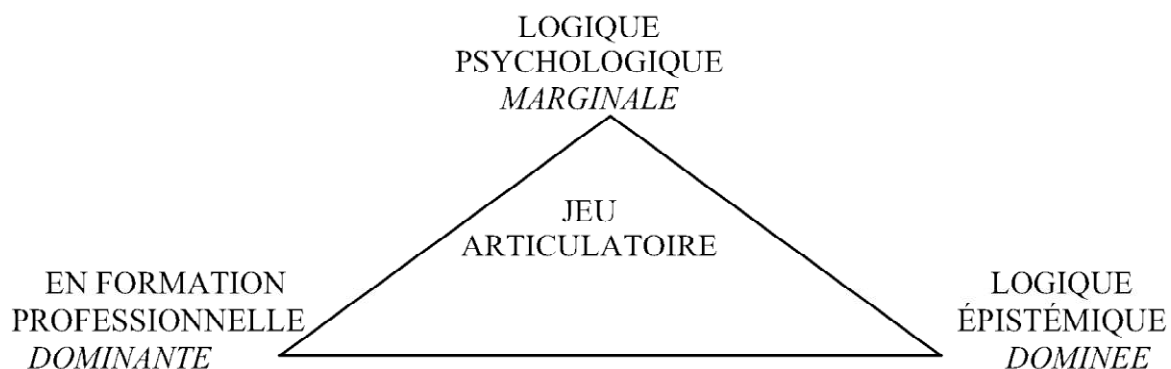 LOGIQUE
PSYCHOLOGIQUE
MARGINALE
JEU
ARTICULATOIRE
EN FORMATION
PROFESSIONNELLE
DOMINANTE
LOGIQUE
ÉPISTÉMIQUE
DOMINEE